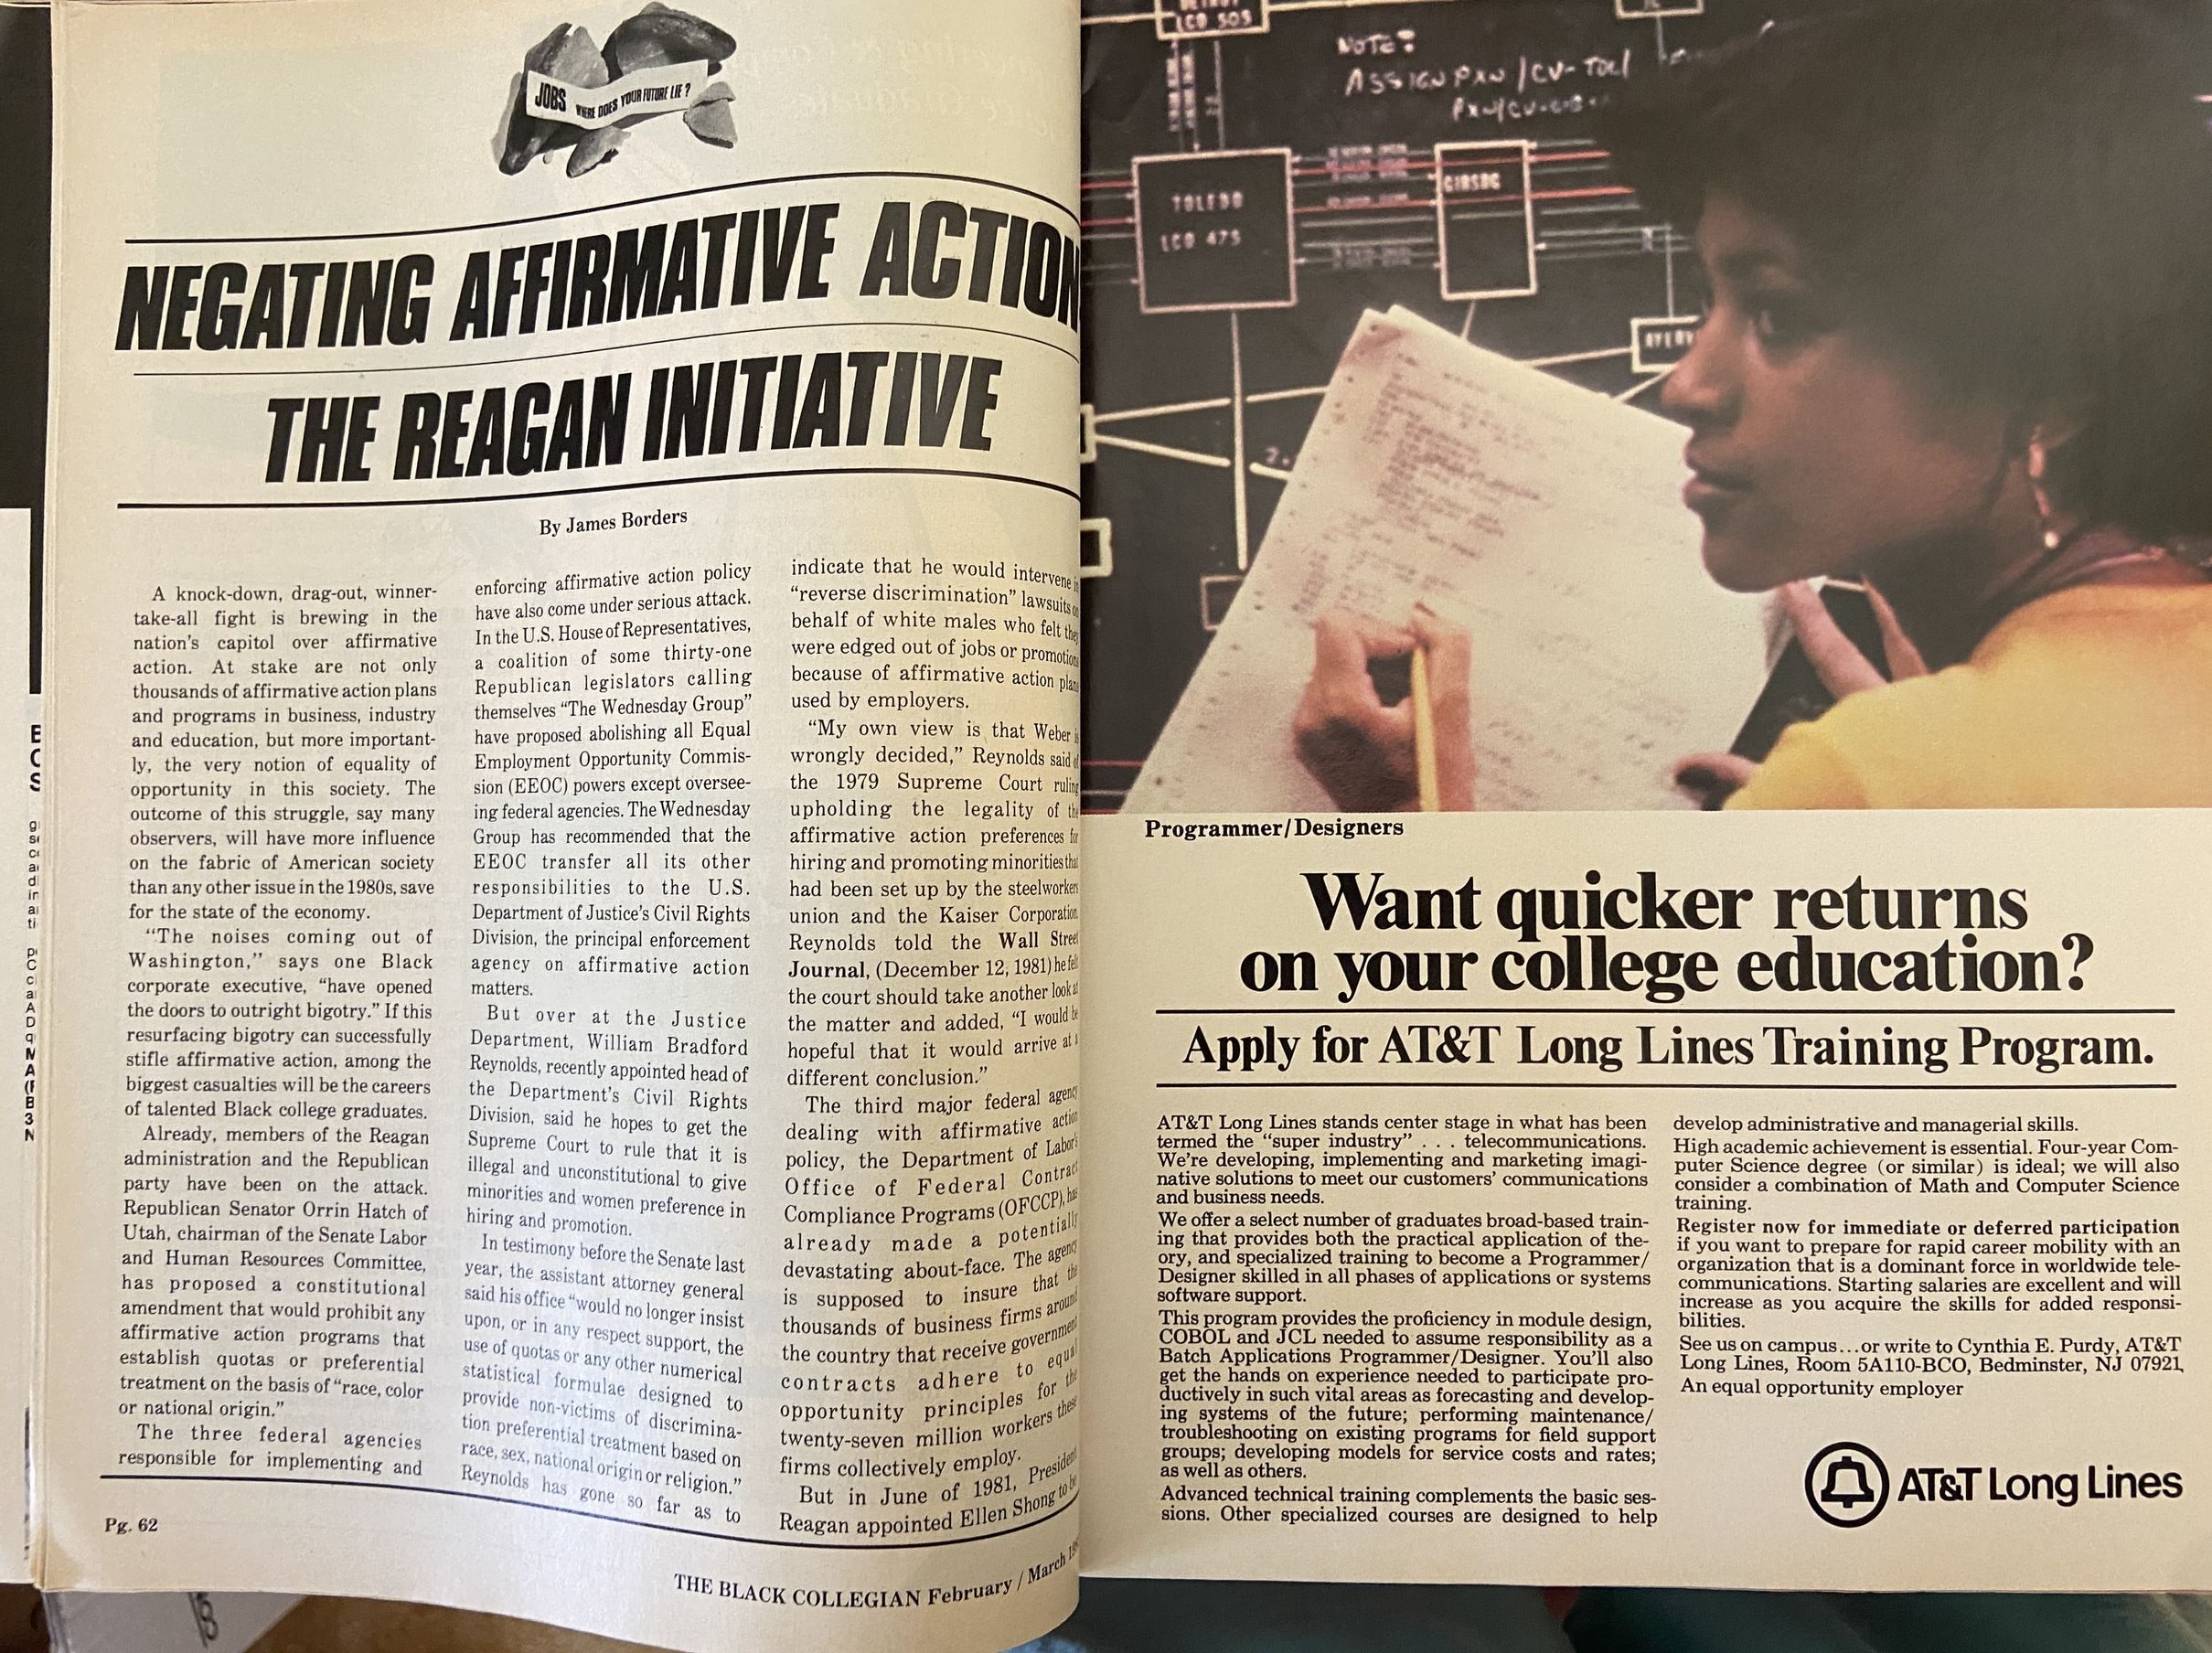 JOBS WHERE DOES YOUR FUTURE LIE?
NEGATING AFFIRMATIVE ACTION
THE REAGAN INITIATIVE
By James Borders
A knock-down, drag-out, winner-
take-all fight is brewing in the
nation's capitol over affirmative
action. At stake are not only
thousands of affirmative action plans
and programs in business, industry
and education, but more important-
ly, the very notion of equality of
opportunity in this society. The
outcome of this struggle, say many
observers, will have more influence
on the fabric of American society
than any other issue in the 1980s, save
for the state of the economy.
"The noises coming out of
Washington," says one Black
corporate executive, "have opened
the doors to outright bigotry." If this
resurfacing bigotry can successfully
stifle affirmative action, among the
biggest casualties will be the careers
of talented Black college graduates.
Already, members of the Reagan
administration and the Republican
party have been on the attack.
Republican Senator Orrin Hatch of
Utah, chairman of the Senate Labor
and Human Resources Committee,
has proposed a constitutional
amendment that would prohibit any
affirmative action programs that
establish quotas or preferential
treatment on the basis of "race, color
or national origin."
The three federal agencies
responsible for implementing and
enforcing affirmative action policy
have also come under serious attack.
In the U.S. House of Representatives,
a coalition of some thirty-one
Republican legislators calling
themselves "The Wednesday Group"
have proposed abolishing all Equal
Employment Opportunity Commis-
sion (EEOC) powers except oversee-
ing federal agencies. The Wednesday
Group has recommended that the
EEOC transfer all its other
responsibilities to the U.S.
Department of Justice's Civil Rights
Division, the principal enforcement
agency on affirmative action
matters.
But over at the Justice
Department, William Bradford
Reynolds, recently appointed head of
the Department's Civil Rights
Division, said he hopes to get the
Supreme Court to rule that it is
illegal and unconstitutional to give
minorities and women preference in
hiring and promotion.
In testimony before the Senate last
year, the assistant attorney general
said his office "would no longer insist
upon, or in any respect support, the
use of quotas or any other numerical
statistical formulae designed to
provide non-victims of discrimina-
tion preferential treatment based on
race, sex, national origin or religion."
Reynolds has gone so far as to
indicate that he would intervene in
"reverse discrimination" lawsuits on
behalf of white males who felt they
were edged out of jobs or promotions
because of affirmative action plans
used by employers.
"My own view is that Weber is
wrongly decided," Reynolds said of
the 1979 Supreme Court ruling
upholding the legality of the
affirmative action preferences for
hiring and promoting minorities that
had been set up by the steelworkers
union and the Kaiser Corporation.
Reynolds told the Wall Street
Journal, (December 12, 1981) he felt
the court should take another look at
the matter and added, "I would be
hopeful that it would arrive at a
different conclusion."
The third major federal agency
dealing with affirmative action
policy, the Department of Labor's
Office of Federal Contract
Compliance Programs (OFCCP), has
already made a potentially
devastating about-face. The agency
is supposed to insure that the
thousands of business firms around
the country that receive government
contracts adhere to equal
opportunity principles for the
twenty-seven million workers these
firms collectively employ.
But in June of 1981, President
Reagan appointed Ellen Shong to be
Pg. 62
THE BLACK COLLEGIAN February / March
LCO 505
NOTE:
ASSIGN PXN / CV-TOL /
TOLEDO
LCO 475
AVERY
Programmer/Designers
Want quicker returns
on your college education?
Apply for AT&T Long Lines Training Program.
AT&T Long Lines stands center stage in what has been
termed the "super industry" . . . telecommunications.
We're developing, implementing and marketing imagi-
native solutions to meet our customers' communications
and business needs.
We offer a select number of graduates broad-based train-
ing that provides both the practical application of the-
ory, and specialized training to become a Programmer/
Designer skilled in all phases of applications or systems
software support.
This program provides the proficiency in module design,
COBOL and JCL needed to assume responsibility as a
Batch Applications Programmer/Designer. You'll also
get the hands on experience needed to participate pro-
ductively in such vital areas as forecasting and develop-
ing systems of the future; performing maintenance/
troubleshooting on existing programs for field support
groups; developing models for service costs and rates;
as well as others.
Advanced technical training complements the basic ses-
sions. Other specialized courses are designed to help
develop administrative and managerial skills.
High academic achievement is essential. Four-year Com-
puter Science degree (or similar) is ideal; we will also
consider a combination of Math and Computer Science
training.
Register now for immediate or deferred participation
if you want to prepare for rapid career mobility with an
organization that is a dominant force in worldwide tele-
communications. Starting salaries are excellent and will
increase as you acquire the skills for added responsi-
bilities.
See us on campus...or write to Cynthia E. Purdy, AT&T
Long Lines, Room 5A110-BCO, Bedminster, NJ 07921.
An equal opportunity employer
AT&T Long Lines